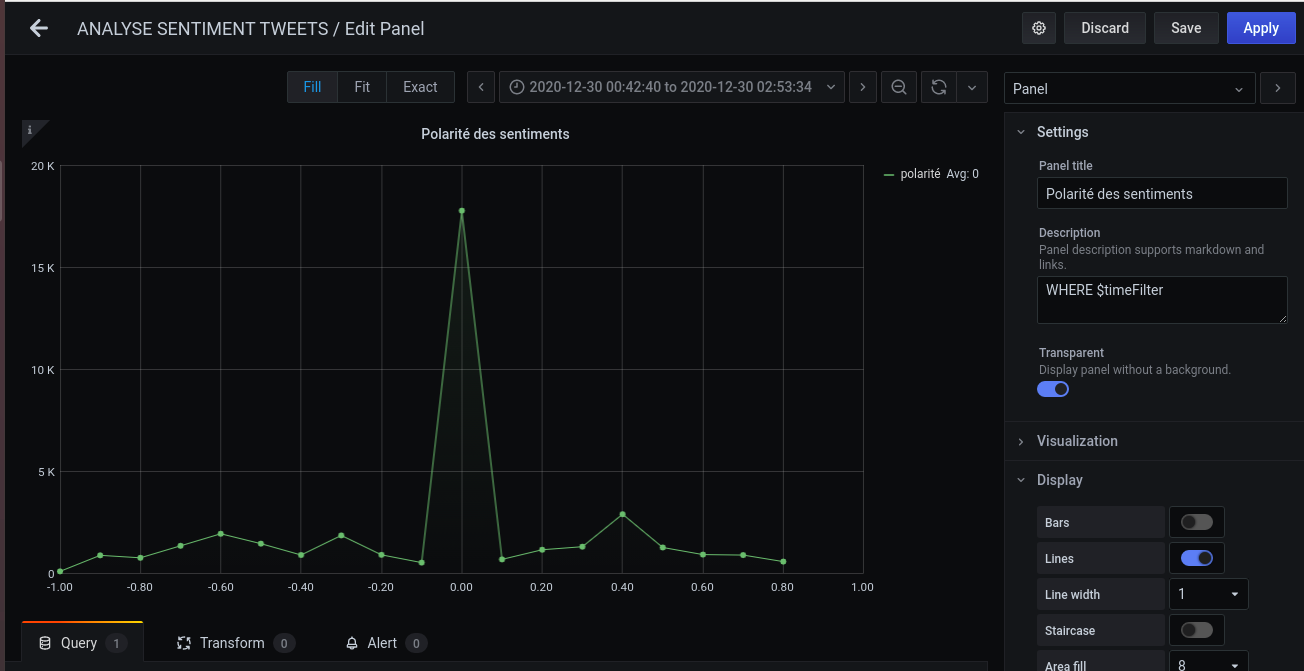 ANALYSE SENTIMENT TWEETS / Edit Panel
Discard
Save
Apply
Fill
Fit
Exact
2020-12-30 00:42:40 to 2020-12-30 02:53:34
Panel
i
Polarité des sentiments
20 K
15 K
10 K
5 K
0
-1.00
-0.80
-0.60
-0.40
-0.20
0.00
0.20
0.40
0.60
0.80
1.00
polarité Avg: 0
Query 1
Transform 0
Alert 0
Settings
Panel title
Polarité des sentiments
Description
Panel description supports markdown and
links.
WHERE $timeFilter
Transparent
Display panel without a background.
Visualization
Display
Bars
Lines
Line width
1
Staircase
Area fill
8